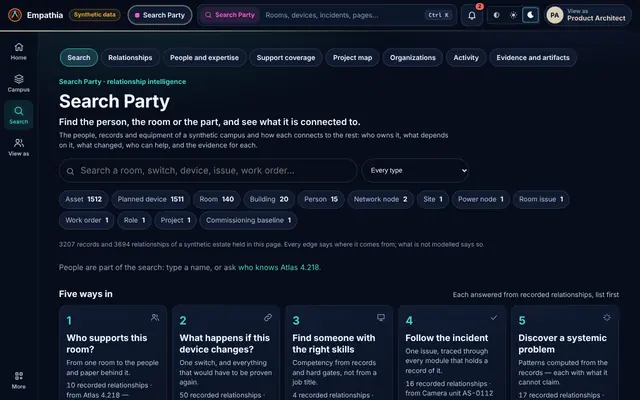 Empathia
Synthetic data
Search Party
Search Party
Rooms, devices, incidents, pages...
Ctrl K
2
PA
View as
Product Architect
Home
Campus
Search
View as
More
Search
Relationships
People and expertise
Support coverage
Project map
Organizations
Activity
Evidence and artifacts
Search Party · relationship intelligence
Search Party
Find the person, the room or the part, and see what it is connected to.
The people, records and equipment of a synthetic campus and how each connects to the rest: who owns it, what depends
on it, what changed, who can help, and the evidence for each.
Search a room, switch, device, issue, work order...
Every type
Asset 1512
Planned device 1511
Room 140
Building 20
Person 15
Network node 2
Site 1
Power node 1
Room issue 1
Work order 1
Role 1
Project 1
Commissioning baseline 1
3207 records and 3694 relationships of a synthetic estate held in this page. Every edge says where it comes from; what is not modelled says so.
People are part of the search: type a name, or ask who knows Atlas 4.218.
Five ways in
Each answered from recorded relationships, list first
1
Who supports this
room?
From one room to the people
and paper behind it.
10 recorded relationships ·
from Atlas 4.218 —
2
What happens if this
device changes?
One switch, and everything
that would have to be proven
again.
50 recorded relationships ·
3
Find someone with
the right skills
Competency from records
and hard gates, not from a
job title.
4 recorded relationships ·
4
Follow the incident
One issue, traced through
every module that holds a
record of it.
16 recorded relationships ·
from Camera unit AS-0112
5
Discover a systemic
problem
Patterns computed from the
records — each with what it
cannot claim.
17 recorded relationships ·